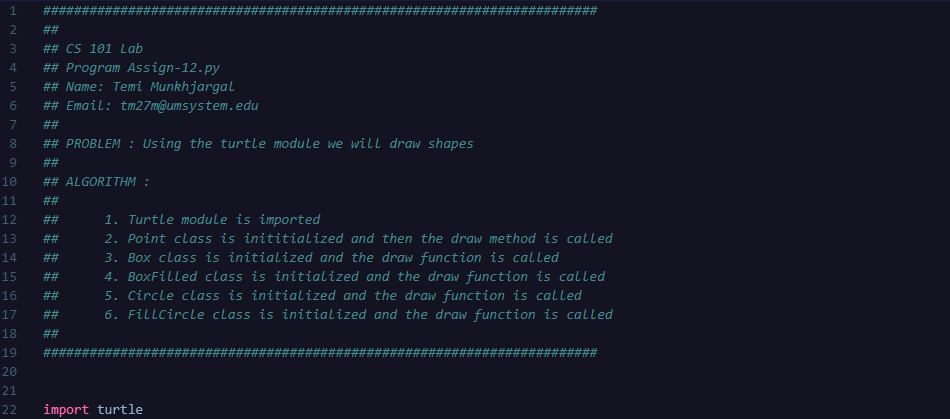 1 ########################################################################
2 ##
3 ## CS 101 Lab
4 ## Program Assign-12.py
5 ## Name: Temi Munkhjargal
6 ## Email: tm27m@umsystem.edu
7 ##
8 ## PROBLEM : Using the turtle module we will draw shapes
9 ##
10 ## ALGORITHM :
11 ##
12 ##      1. Turtle module is imported
13 ##      2. Point class is inititialized and then the draw method is called
14 ##      3. Box class is initialized and the draw function is called
15 ##      4. BoxFilled class is initialized and the draw function is called
16 ##      5. Circle class is initialized and the draw function is called
17 ##      6. FillCircle class is initialized and the draw function is called
18 ##
19 ########################################################################
20
21
22 import turtle